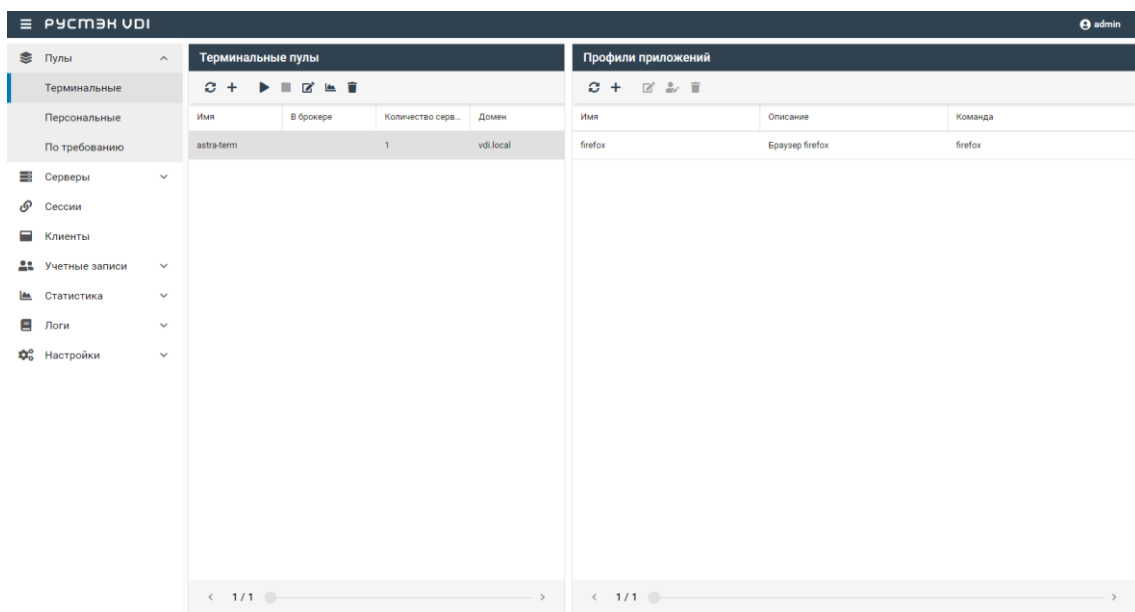 РУСТЭК VDI
admin
Пулы
Терминальные
Персональные
По требованию
Серверы
Сессии
Клиенты
Учетные записи
Статистика
Логи
Настройки
Терминальные пулы
Имя В брокере Количество серв... Домен
astra-term 1 vdi.local
1 / 1
Профили приложений
Имя Описание Команда
firefox Браузер firefox firefox
1 / 1